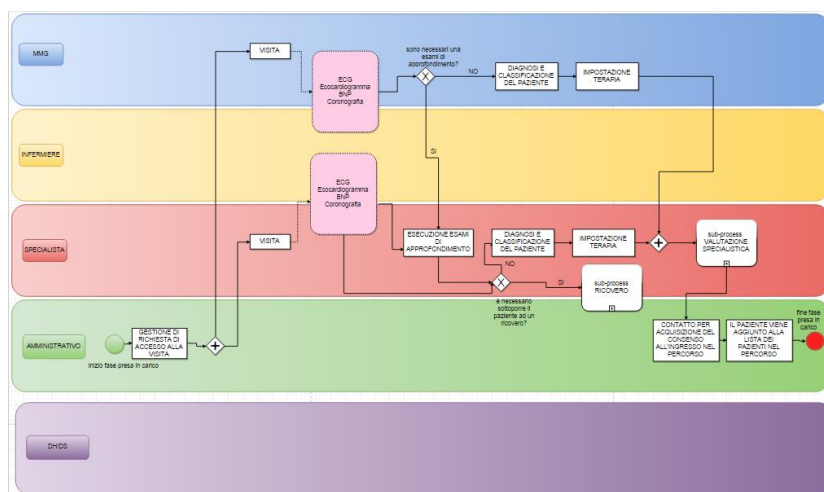 MMG
VISITA
ECG
Ecocardiogramma
BNP
Coronografia
sono necessari una
esami di
approfondimento?
NO
SI
DIAGNOSI E
CLASSIFICAZIONE
DEL PAZIENTE
IMPOSTAZIONE
TERAPIA
INFERMIERE
ECG
Ecocardiogramma
BNP
Coronografia
SPECIALISTA
VISITA
ESECUZIONE ESAMI
DI
APPROFONDIMENTO
DIAGNOSI E
CLASSIFICAZIONE
DEL PAZIENTE
IMPOSTAZIONE
TERAPIA
sub-process
VALUTAZIONE
SPECIALISTICA
NO
SI
sub-process
RICOVERO
è necessario
sottoporre il
paziente ad un
ricovero?
AMMINISTRATIVO
Inizio fase presa in carico
GESTIONE DI
RICHIESTA DI
ACCESSO ALLA
VISITA
CONTATTO PER
ACQUISIZIONE DEL
CONSENSO
ALL'INGRESSO NEL
PERCORSO
IL PAZIENTE VIENE
AGGIUNTO ALLA
LISTA DEI
PAZIENTI NEL
PERCORSO
fine fase
presa in
carico
DHDS